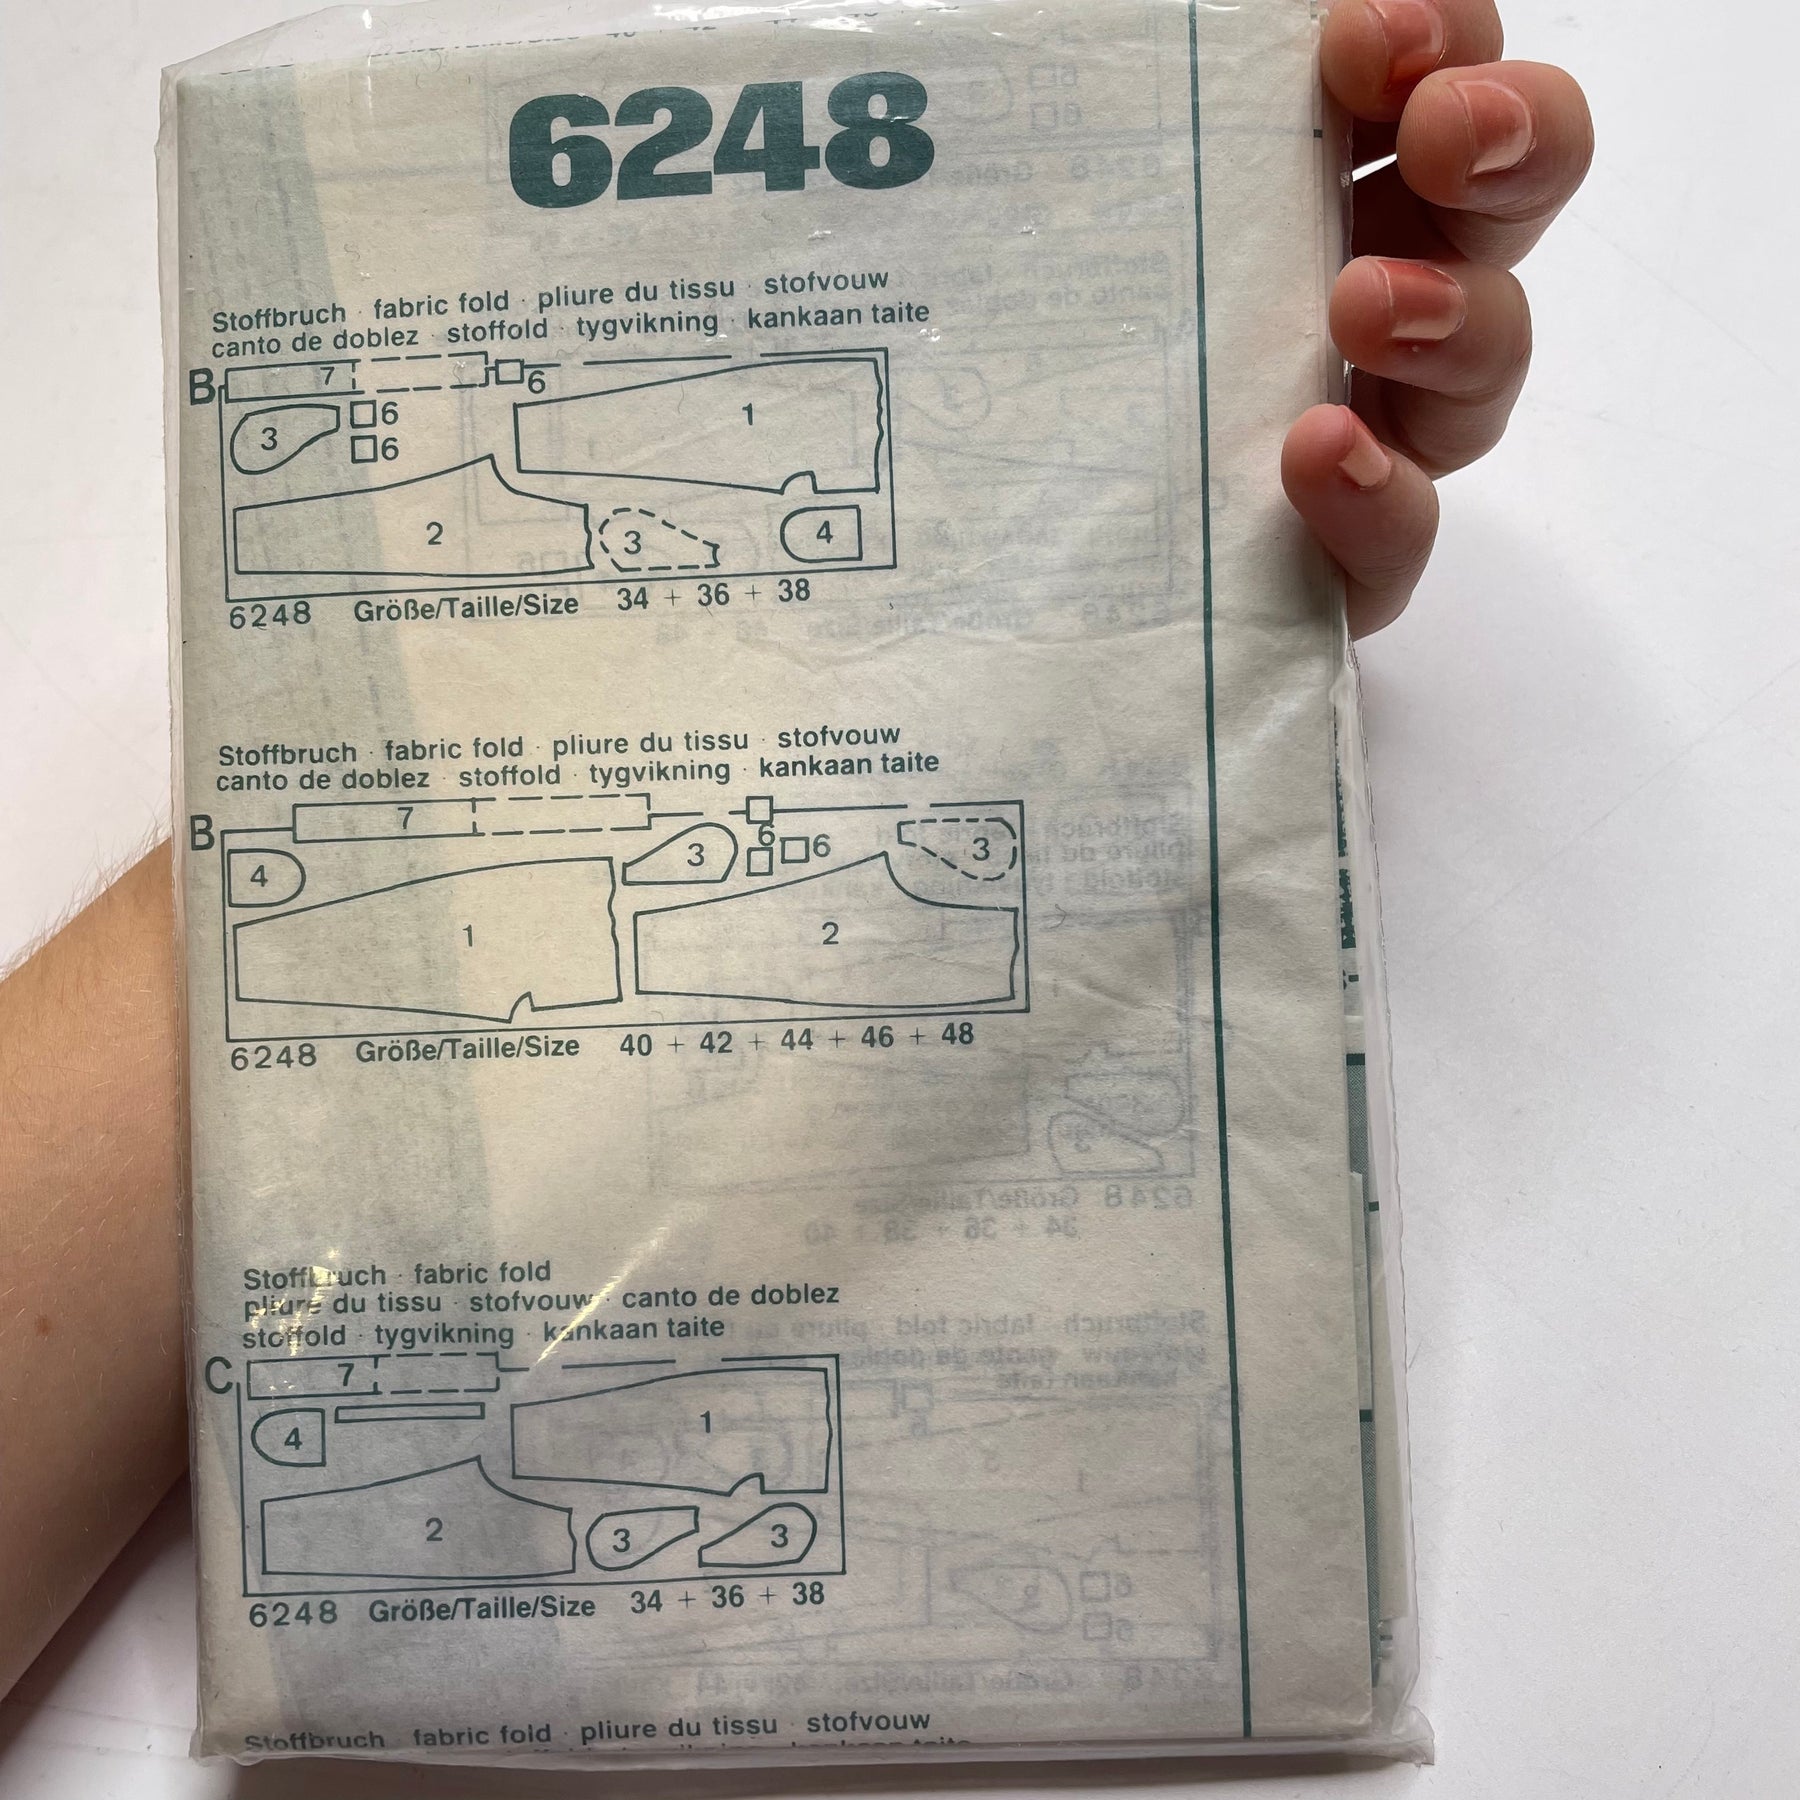 6248
Stoffbruch · fabric fold · pliure du tissu · stofvouw
canto de doblez · stoffold · tygvikning · kankaan taite
B
7
6
1
3
6
6
2
3
4
6248 Größe/Taille/Size 34 + 36 + 38
Stoffbruch · fabric fold · pliure du tissu · stofvouw
canto de doblez · stoffold · tygvikning · kankaan taite
B
7
6
3
6
3
4
1
2
6248 Größe/Taille/Size 40 + 42 + 44 + 46 + 48
Stoffbruch · fabric fold
pliure du tissu · stofvouw · canto de doblez
stoffold · tygvikning · kankaan taite
C
7
4
1
2
3
3
6248 Größe/Taille/Size 34 + 36 + 38
Stoffbruch fabric fold · pliure du tissu · stofvouw